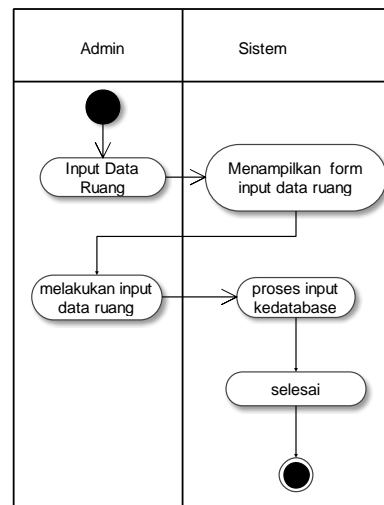 Admin
Sistem
Input Data
Ruang
Menampilkan form
input data ruang
melakukan input
data ruang
proses input
kedatabase
selesai